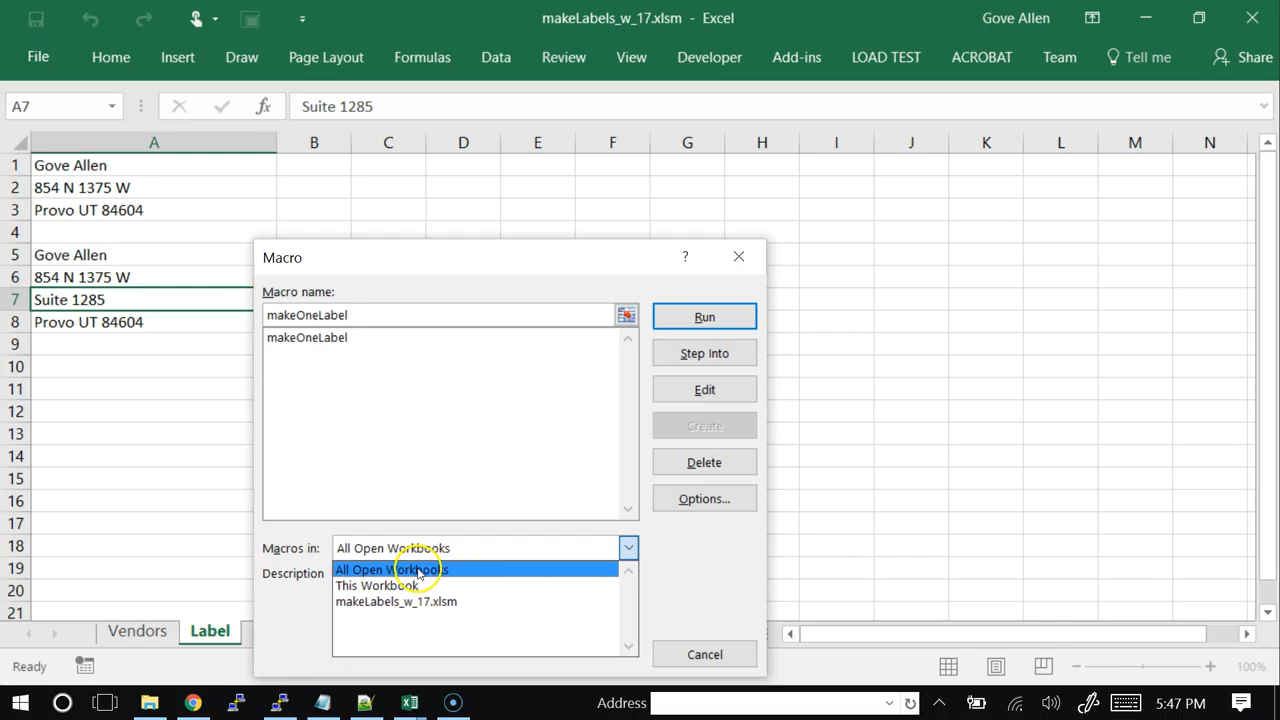 makeLabels_w_17.xlsm - Excel
Gove Allen
File Home Insert Draw Page Layout Formulas Data Review View Developer Add-ins LOAD TEST ACROBAT Team Tell me Share
A7 fx Suite 1285
A B C D E F G H I J K L M N
1 Gove Allen
2 854 N 1375 W
3 Provo UT 84604
4
5 Gove Allen
6 854 N 1375 W
7 Suite 1285
8 Provo UT 84604
9
10
11
12
13
14
15
16
17
18
19
20
21
Macro ?
Macro name:
makeOneLabel
makeOneLabel
Run
Step Into
Edit
Create
Delete
Options...
Macros in: All Open Workbooks
All Open Workbooks
This Workbook
makeLabels_w_17.xlsm
Description
Cancel
Vendors Label
Ready 100%
Address 5:47 PM